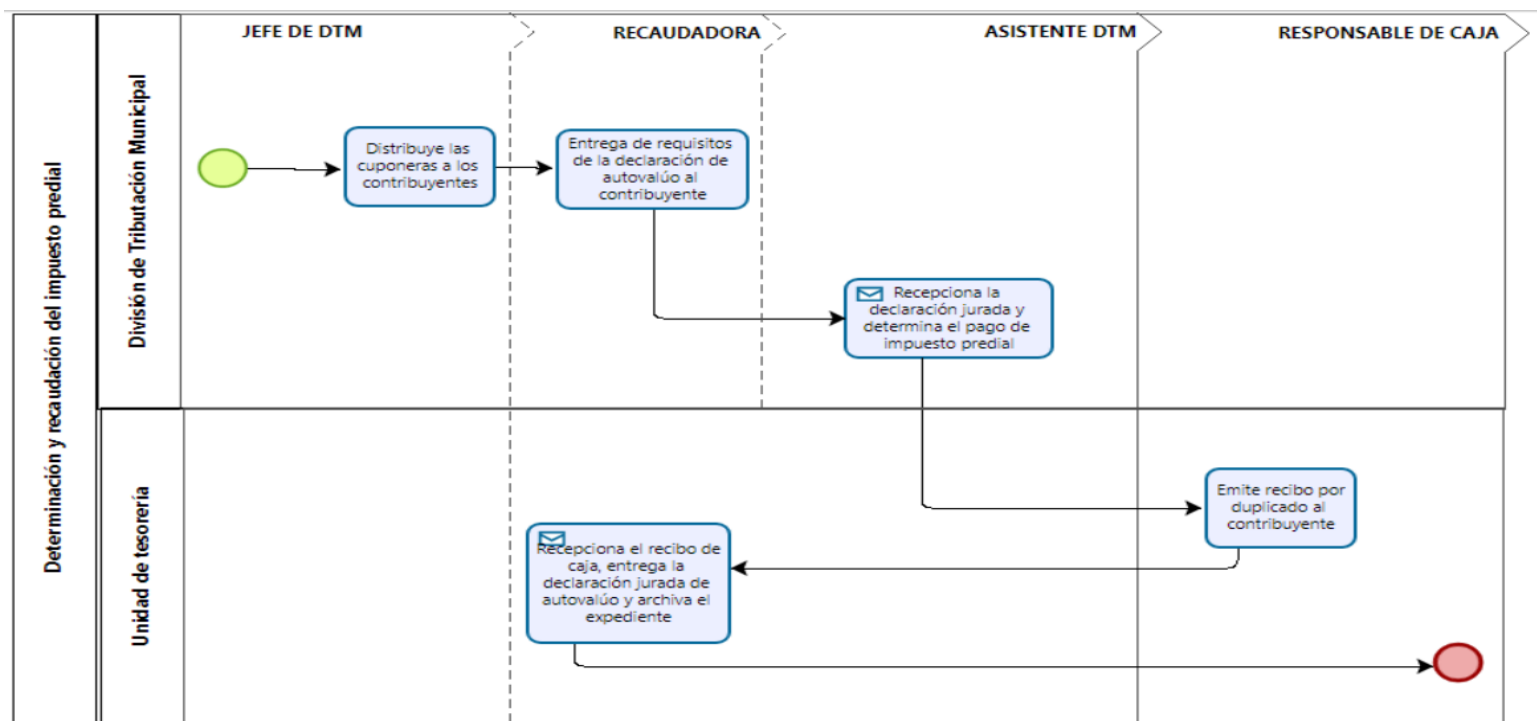 JEFE DE DTM
RECAUDADORA
ASISTENTE DTM
RESPONSABLE DE CAJA
Determinación y recaudación del impuesto predial
División de Tributación Municipal
Distribuye las
cuponeras a los
contribuyentes
Entrega de requisitos
de la declaración de
autovalúo al
contribuyente
Recepciona la
declaración jurada y
determina el pago de
impuesto predial
Unidad de tesorería
Emite recibo por
duplicado al
contribuyente
Recepciona el recibo de
caja, entrega la
declaración jurada de
autovalúo y archiva el
expediente